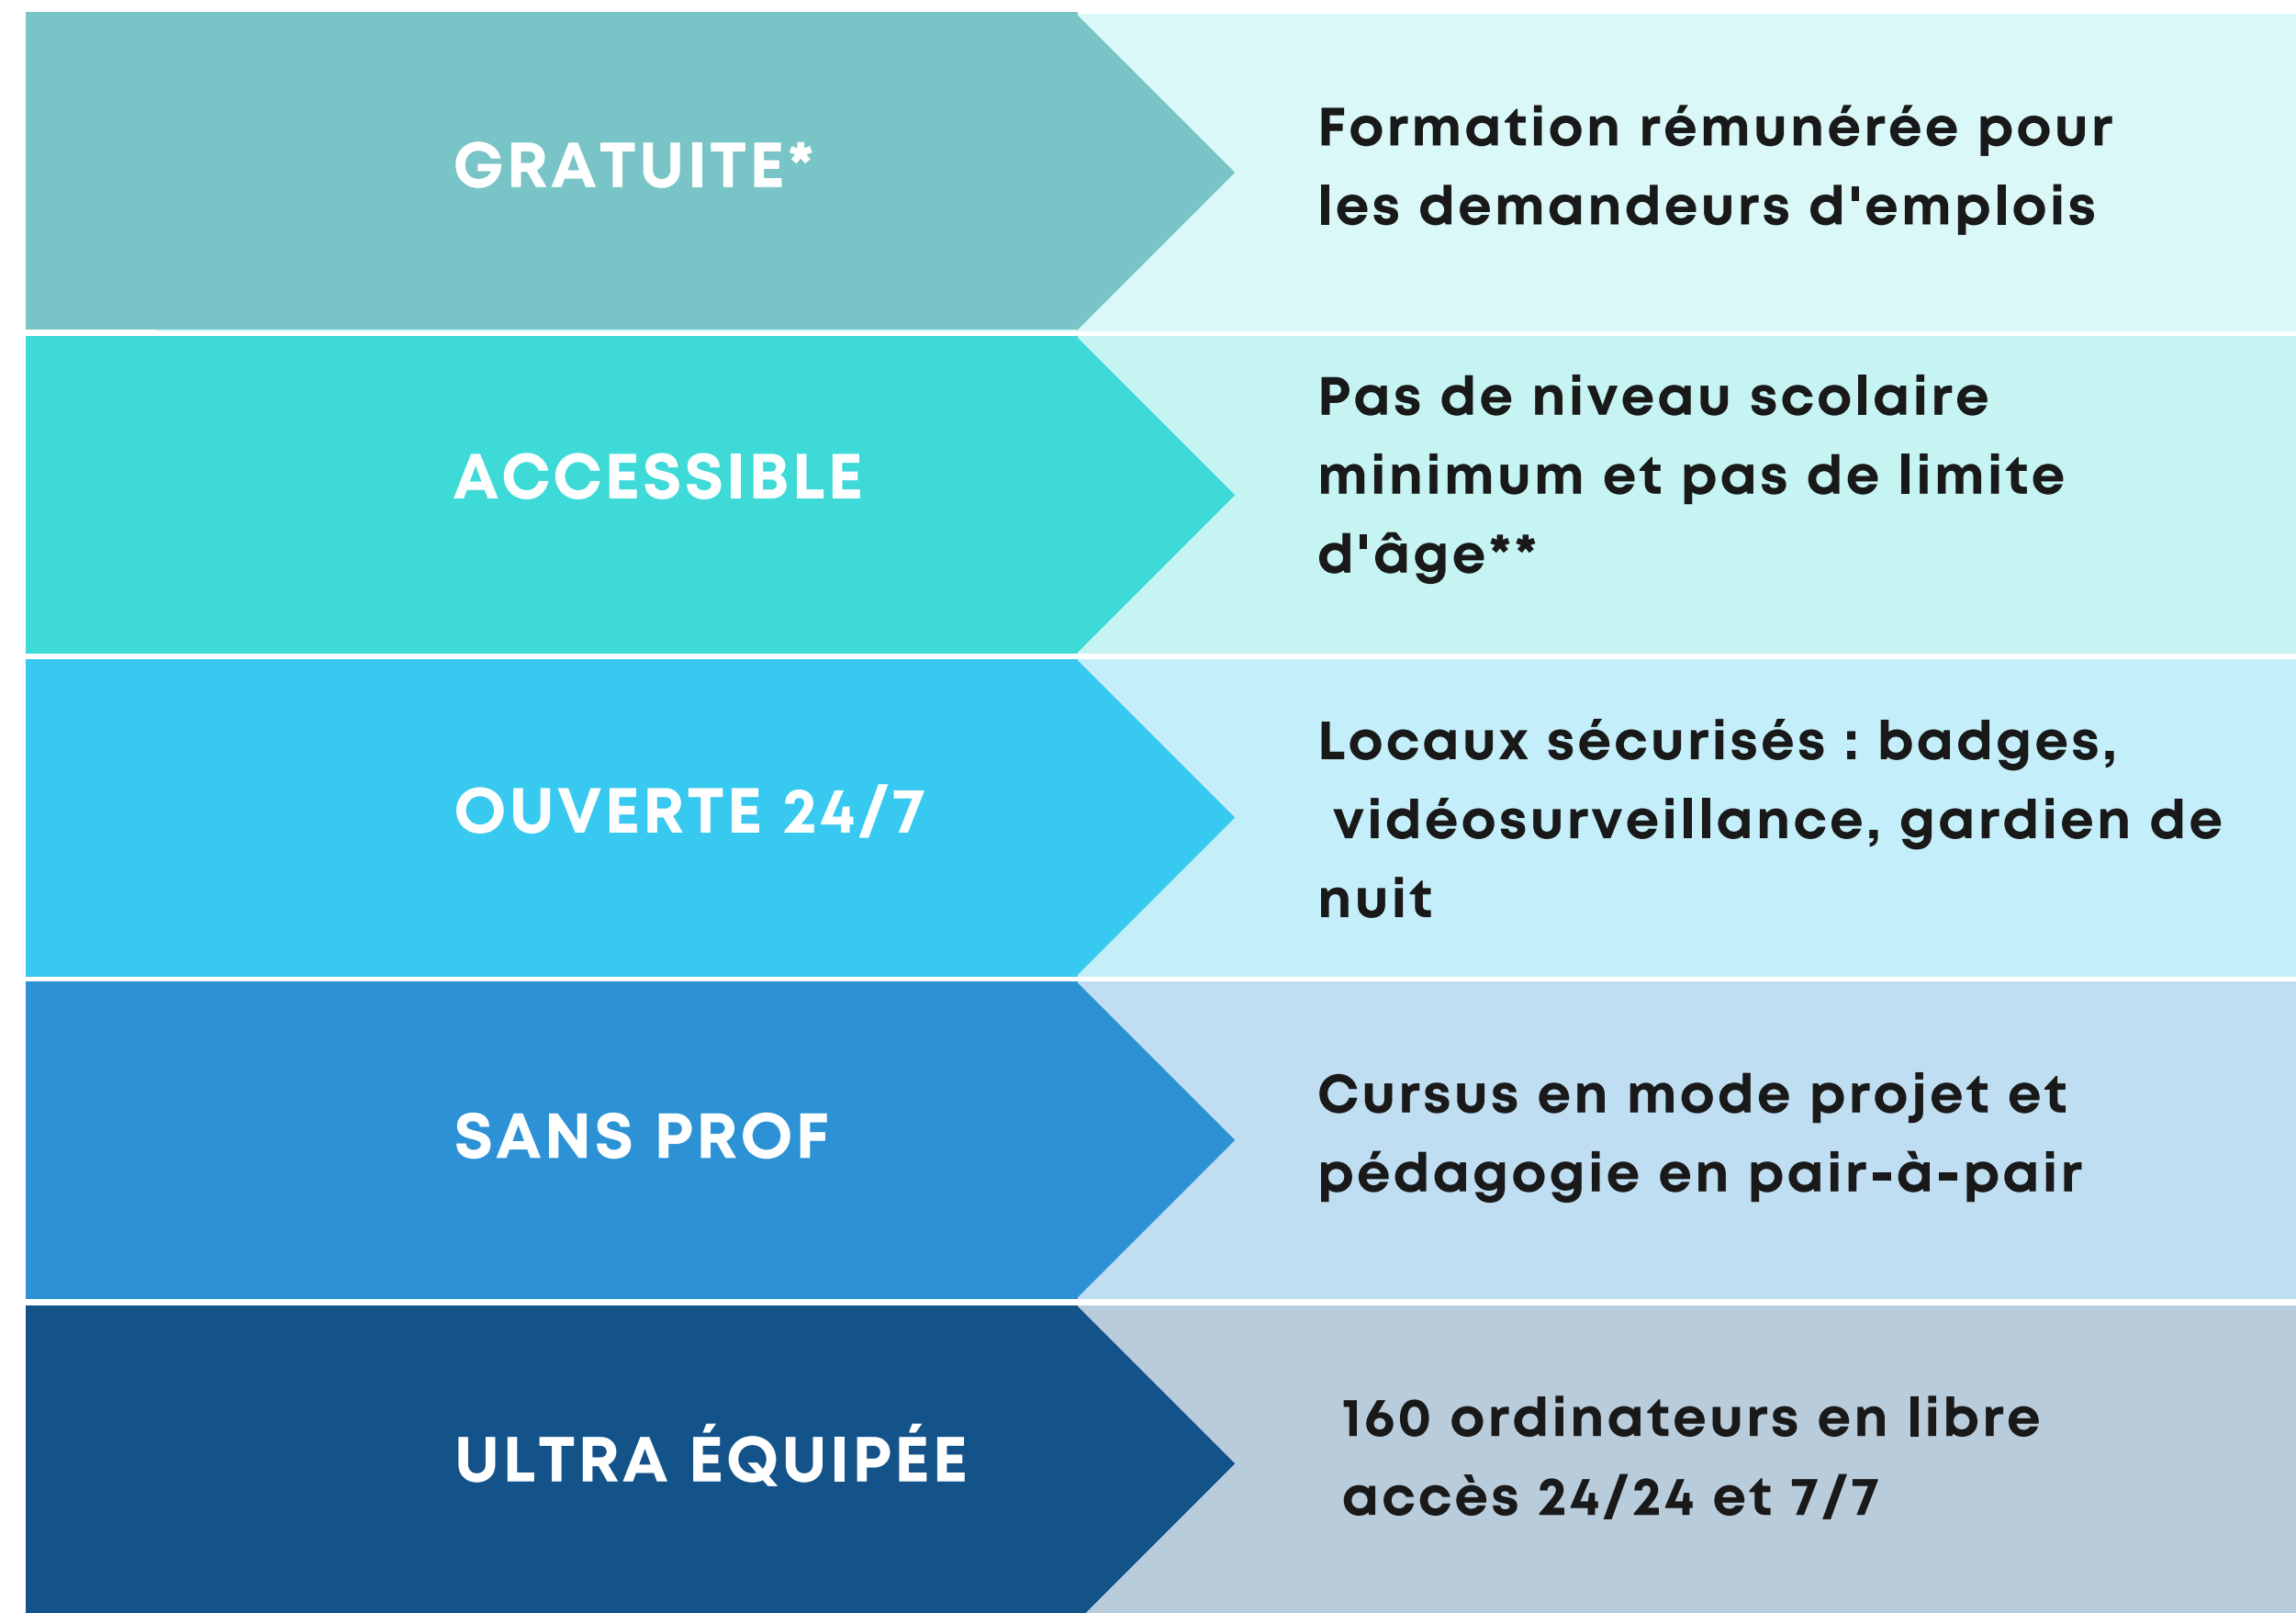 GRATUITE*
Formation rémunérée pour
les demandeurs d'emplois
ACCESSIBLE
Pas de niveau scolaire
minimum et pas de limite
d'âge**
OUVERTE 24/7
Locaux sécurisés : badges,
vidéosurveillance, gardien de
nuit
SANS PROF
Cursus en mode projet et
pédagogie en pair-à-pair
ULTRA ÉQUIPÉE
160 ordinateurs en libre
accès 24/24 et 7/7